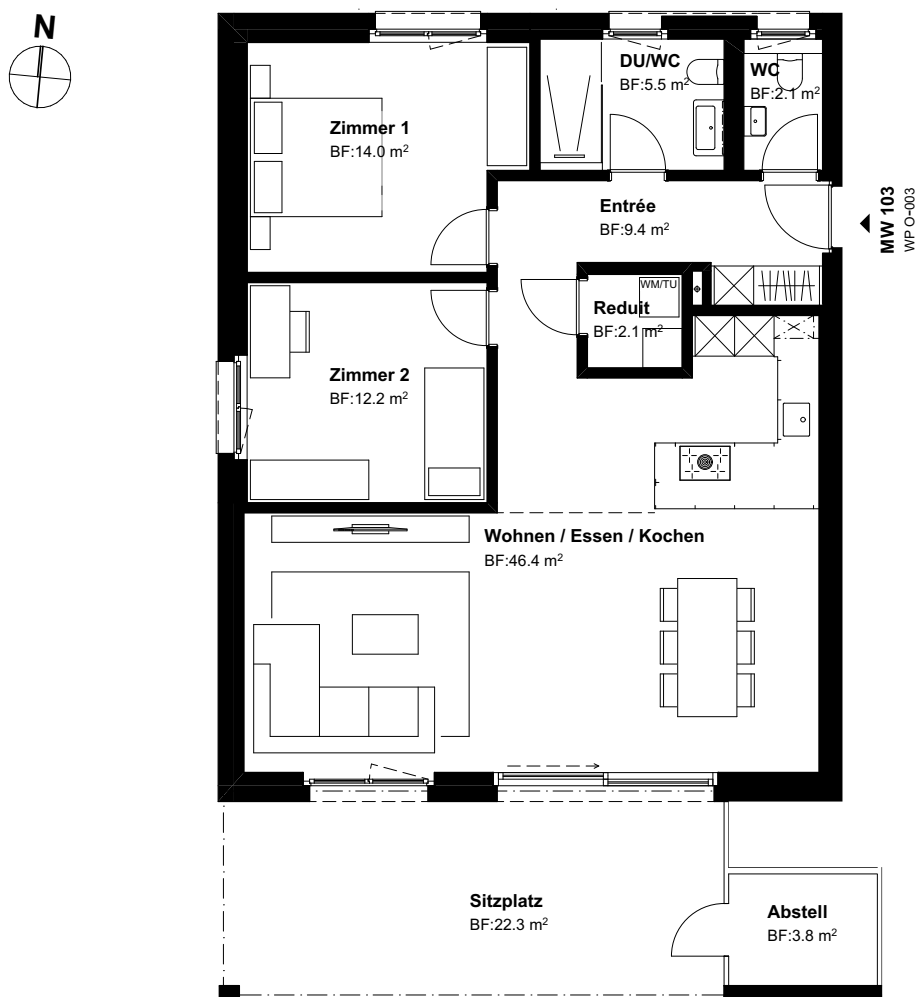 N
DU/WC
BF:5.5 m²
WC
BF:2.1 m²
Zimmer 1
BF:14.0 m²
Entrée
BF:9.4 m²
MW 103
WP O-003
WM/TU
Reduit
BF:2.1 m²
Zimmer 2
BF:12.2 m²
Wohnen / Essen / Kochen
BF:46.4 m²
Sitzplatz
BF:22.3 m²
Abstell
BF:3.8 m²